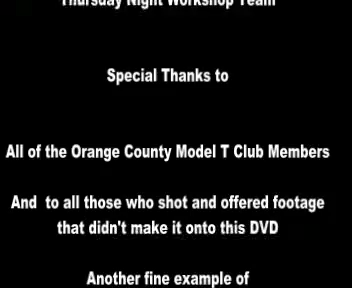 Thursday Night Workshop Team
Special Thanks to
All of the Orange County Model T Club Members
And to all those who shot and offered footage
that didn't make it onto this DVD
Another fine example of